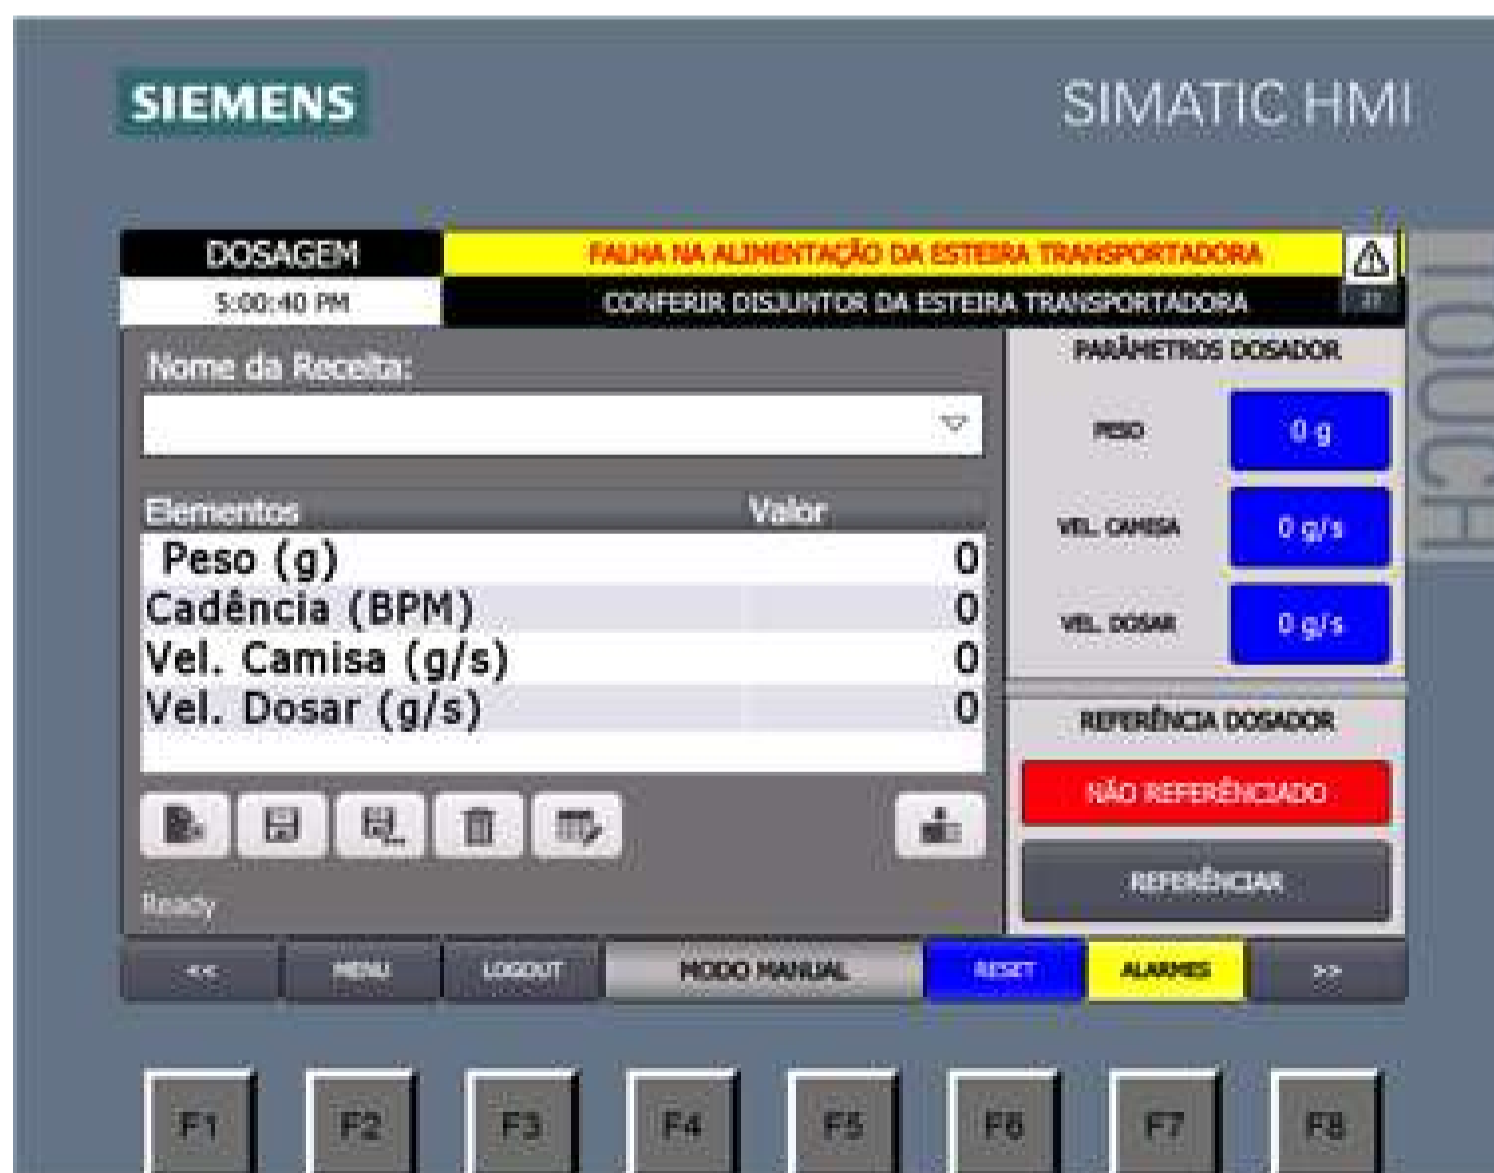 SIEMENS
SIMATIC HMI
TOUCH
DOSAGEM
FALHA NA ALIMENTAÇÃO DA ESTEIRA TRANSPORTADORA
5:00:40 PM
CONFERIR DISJUNTOR DA ESTEIRA TRANSPORTADORA
Nome da Receita:
Elementos Valor
Peso (g) 0
Cadência (BPM) 0
Vel. Camisa (g/s) 0
Vel. Dosar (g/s) 0
Ready
PARÂMETROS DOSADOR
PESO 0 g
VEL. CAMISA 0 g/s
VEL. DOSAR 0 g/s
REFERÊNCIA DOSADOR
NÃO REFERÊNCIADO
REFERÊNCIAR
<< MENU LOGOUT MODO MANUAL RESET ALARMES >>
F1 F2 F3 F4 F5 F6 F7 F8